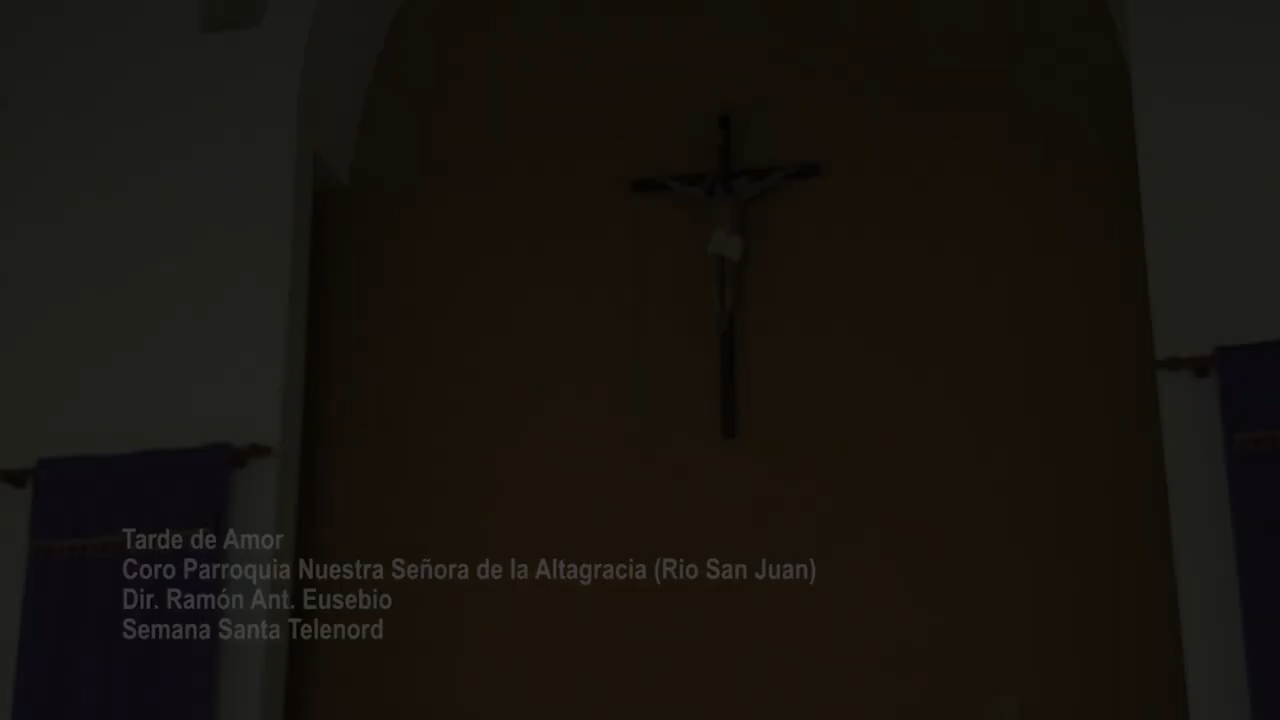 Tarde de Amor
Coro Parroquia Nuestra Señora de la Altagracia (Rio San Juan)
Dir. Ramón Ant. Eusebio
Semana Santa Telenord